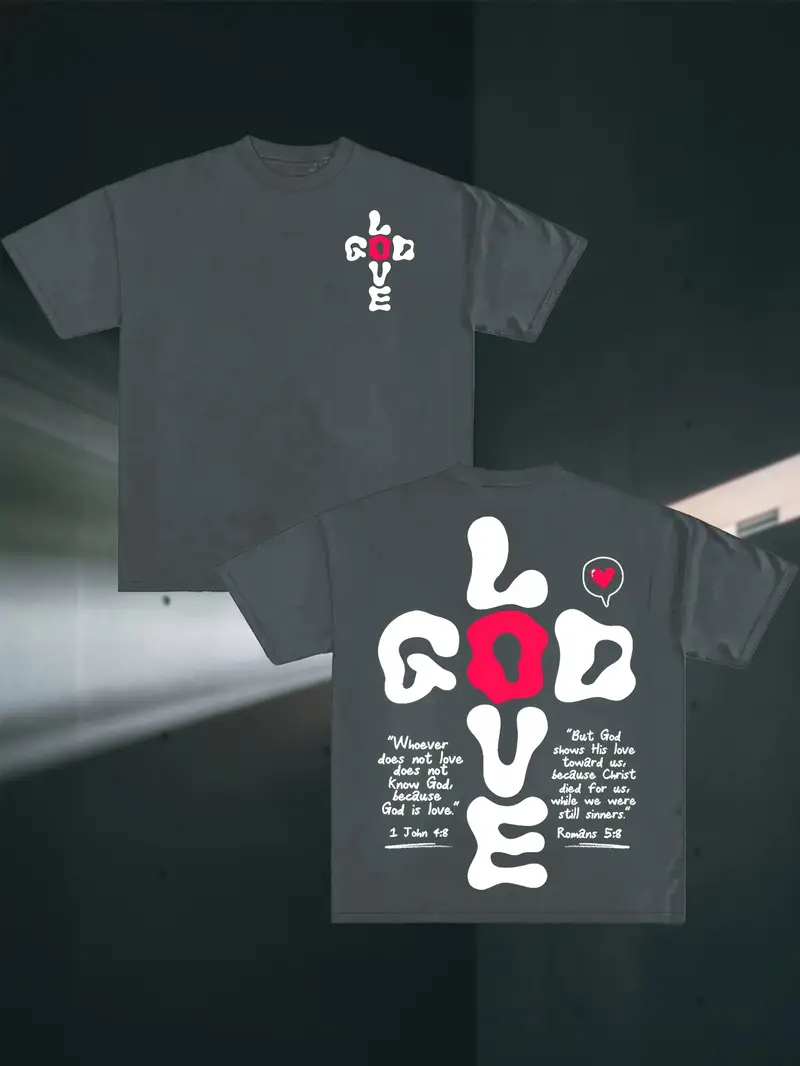 L
GOD
V
E
L
GOD
V
E
“Whoever
does not love
does not
Know God,
because
God is love.”
1 John 4:8
“But God
shows His love
toward us,
because Christ
died for us,
while we were
still sinners.”
Romans 5:8